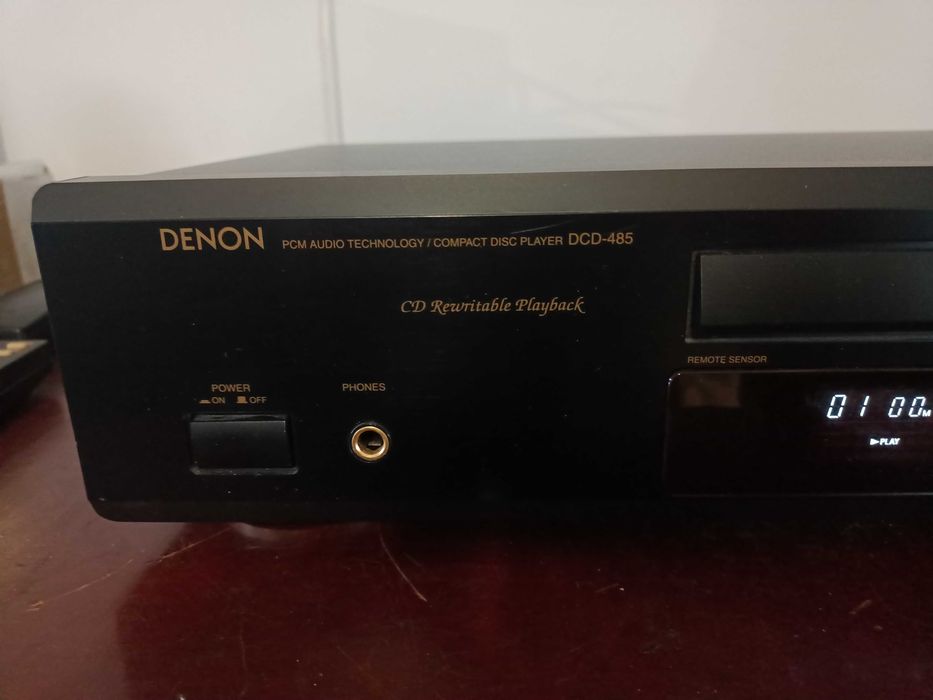 DENON PCM AUDIO TECHNOLOGY / COMPACT DISC PLAYER DCD-485
CD Rewritable Playback
REMOTE SENSOR
POWER
ON OFF
PHONES
01 00M
PLAY